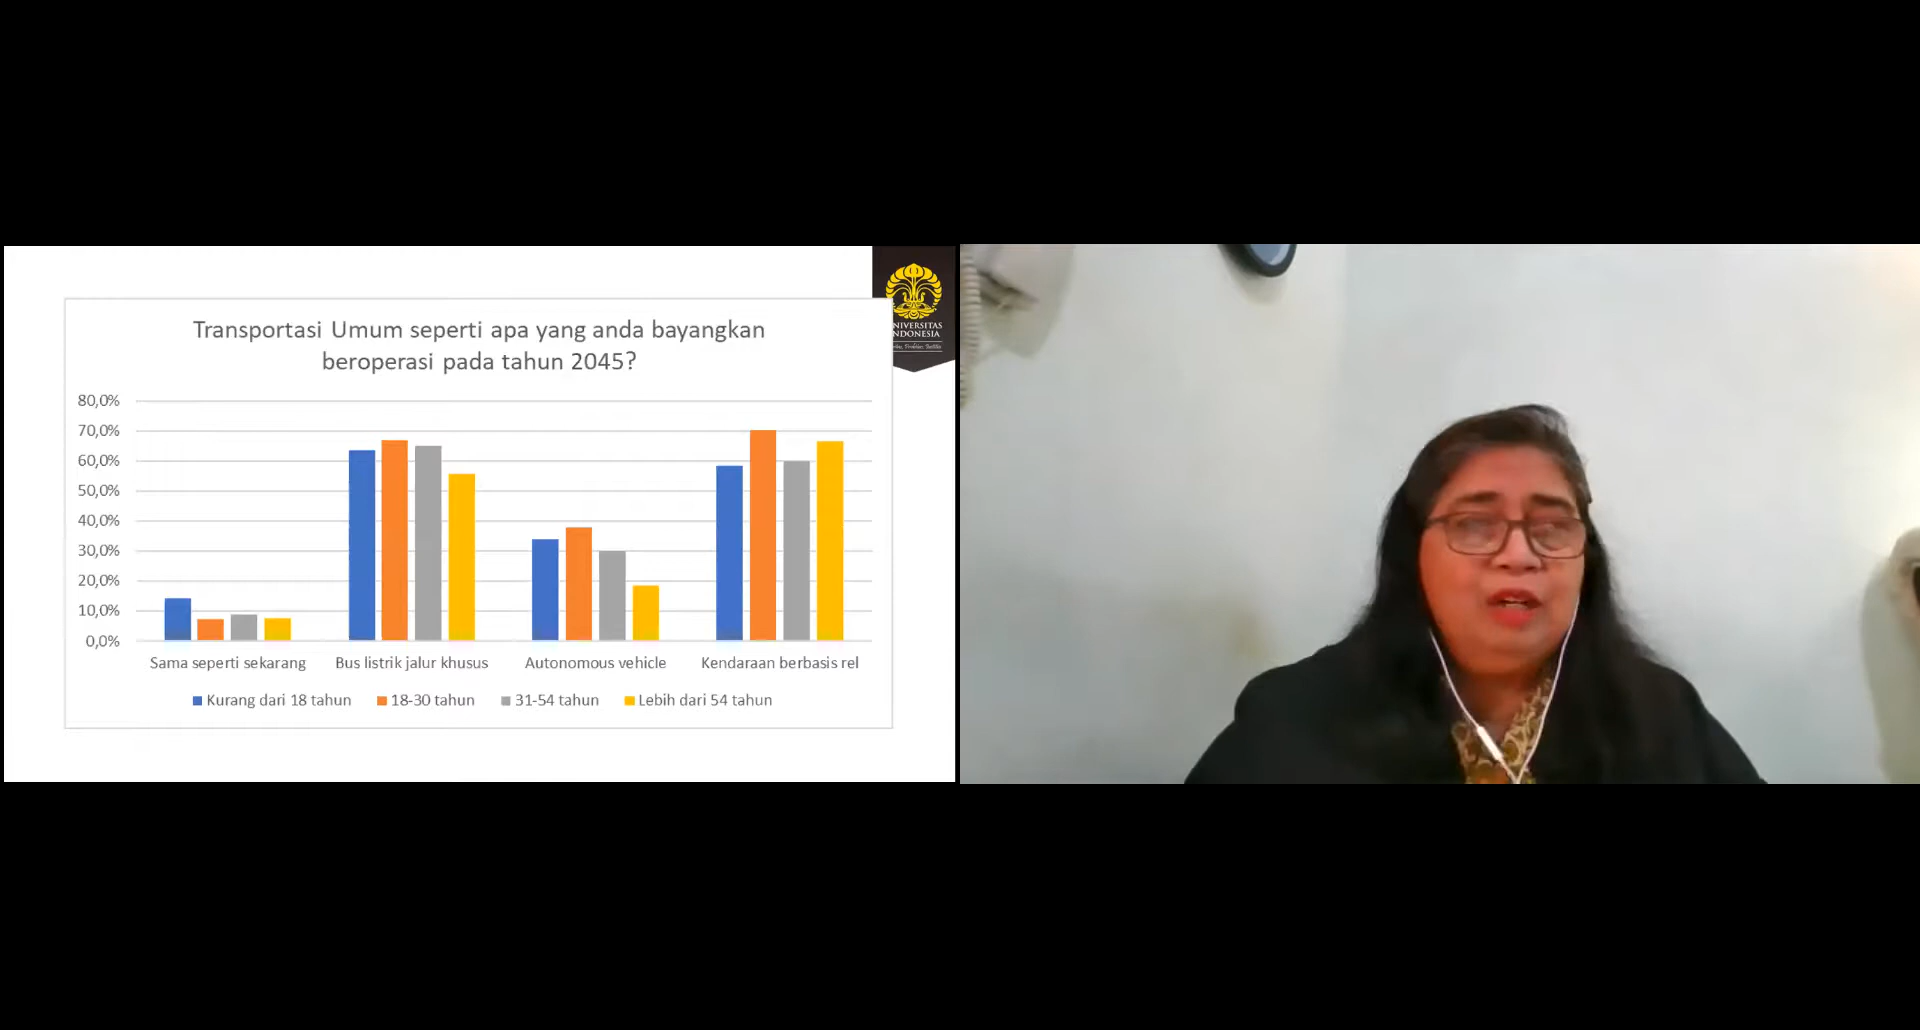 Transportasi Umum seperti apa yang anda bayangkan
beroperasi pada tahun 2045?
80,0%
70,0%
60,0%
50,0%
40,0%
30,0%
20,0%
10,0%
0,0%
Sama seperti sekarang Bus listrik jalur khusus Autonomous vehicle Kendaraan berbasis rel
Kurang dari 18 tahun 18-30 tahun 31-54 tahun Lebih dari 54 tahun
NIVERSITAS
NDONESIA